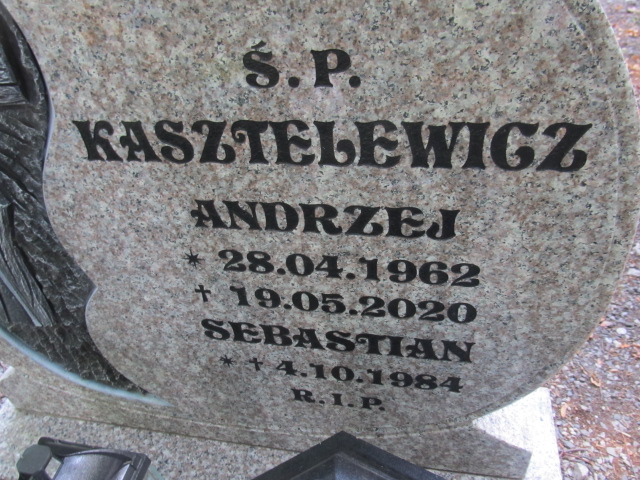 Ś.P.
KASZTELEWICZ
ANDRZEJ
* 28.04.1962
† 19.05.2020
SEBASTIAN
* † 4.10.1984
R.I.P.